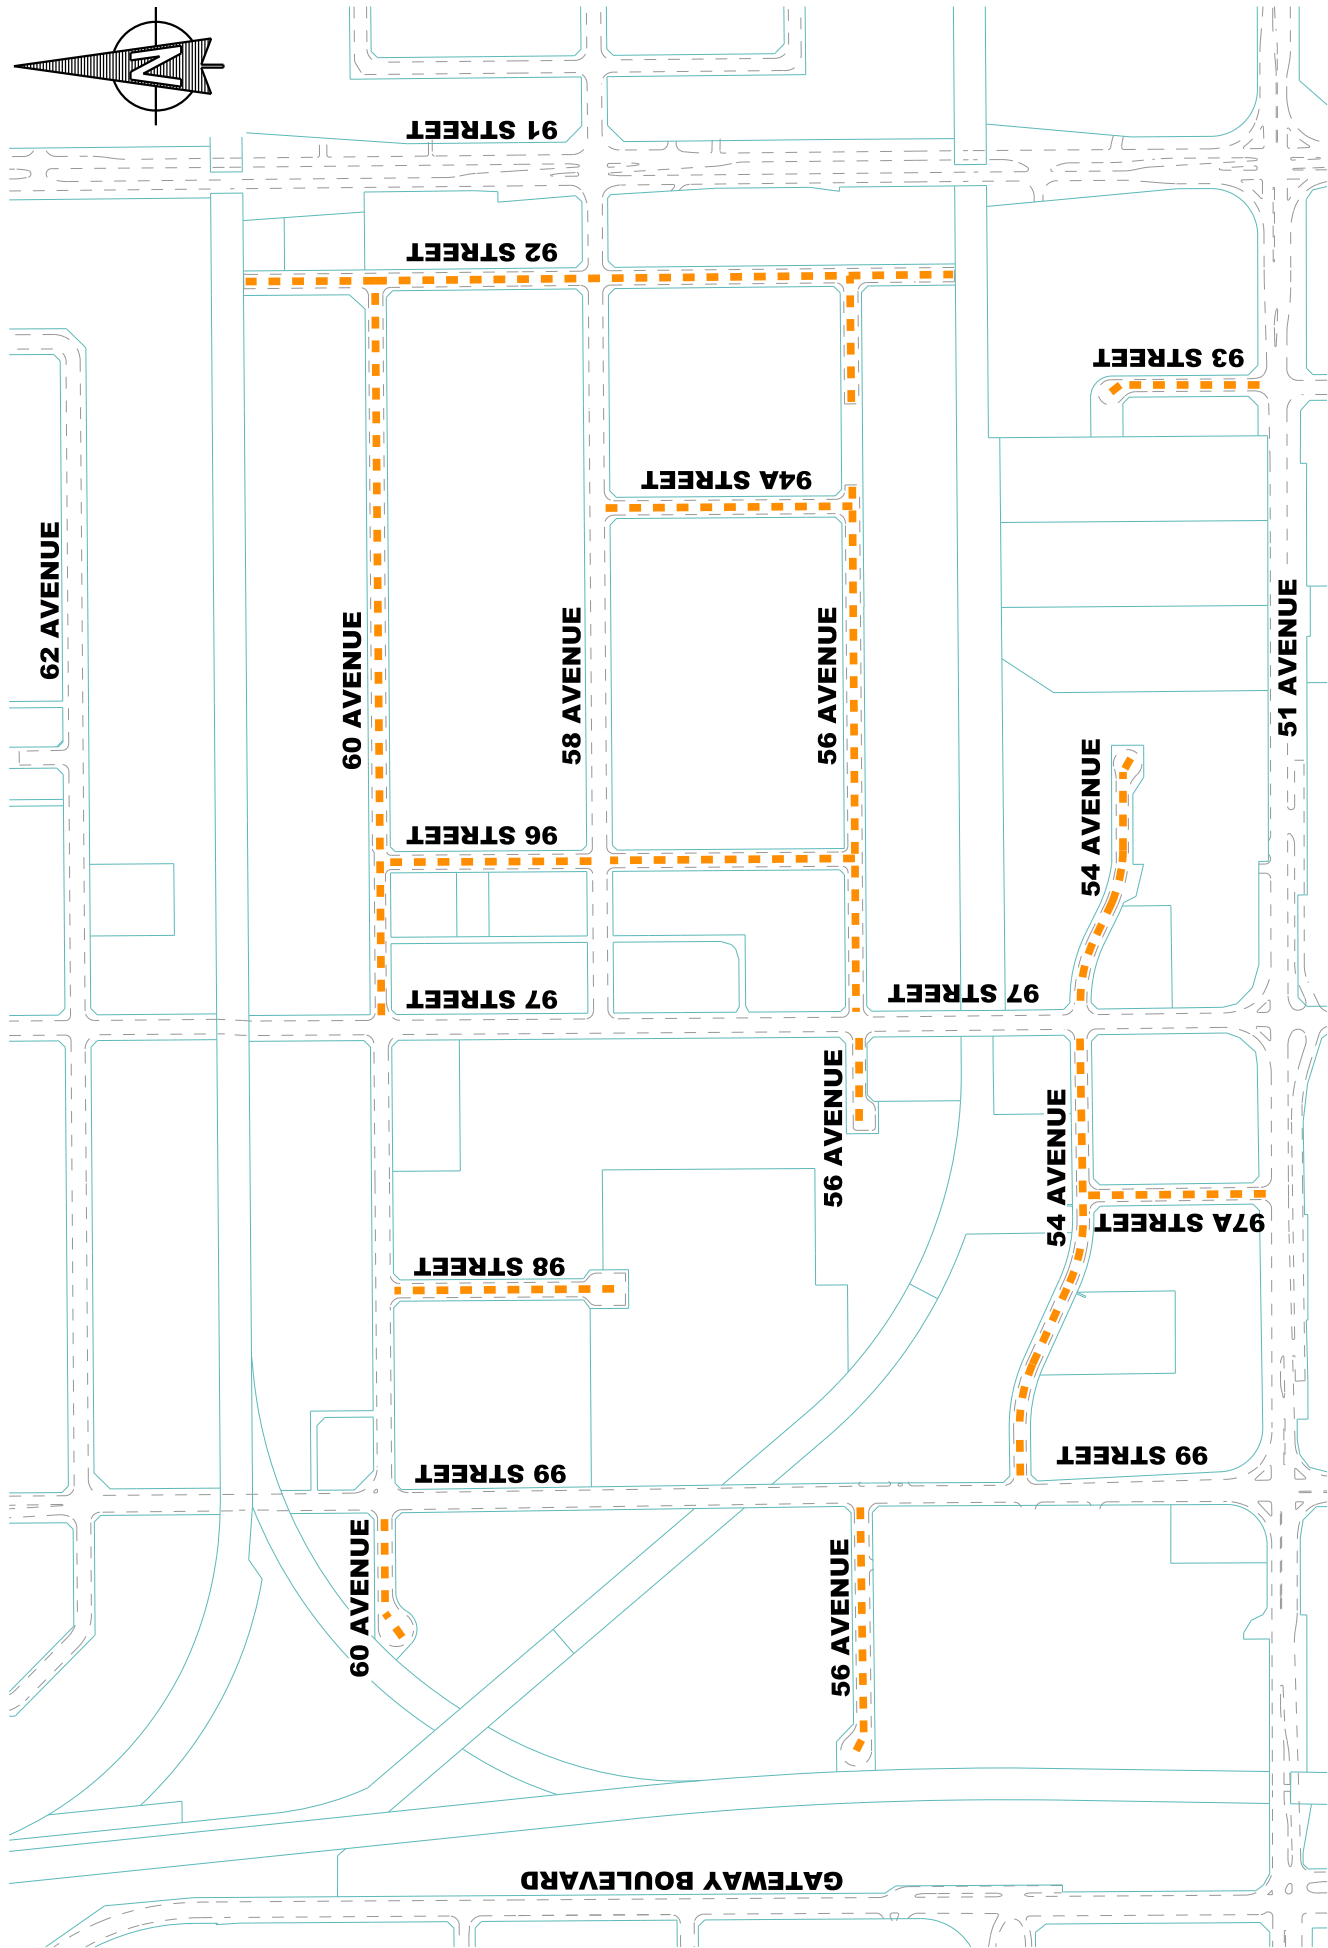 N
91 STREET
92 STREET
93 STREET
94A STREET
62 AVENUE
60 AVENUE
58 AVENUE
56 AVENUE
51 AVENUE
54 AVENUE
96 STREET
97 STREET
97 STREET
56 AVENUE
54 AVENUE
97A STREET
98 STREET
99 STREET
99 STREET
60 AVENUE
56 AVENUE
GATEWAY BOULEVARD